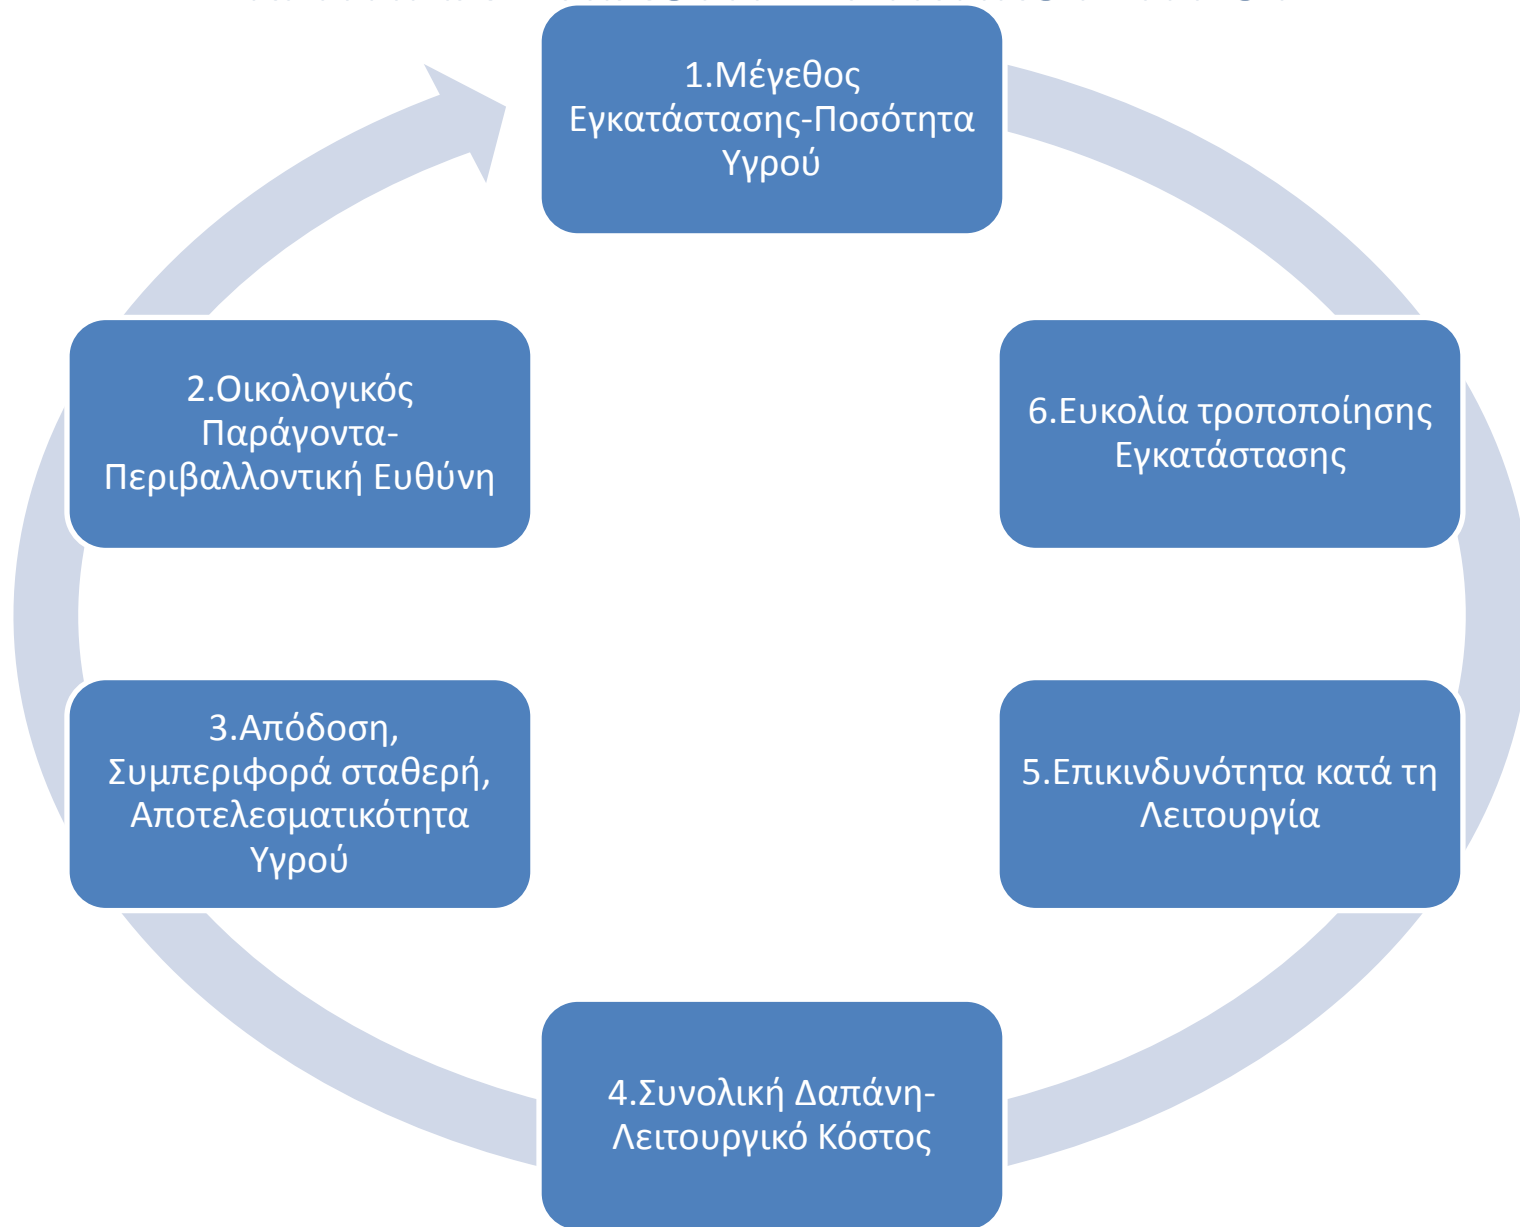 1.Μέγεθος
Εγκατάστασης-Ποσότητα
Υγρού
2.Οικολογικός
Παράγοντα-
Περιβαλλοντική Ευθύνη
6.Ευκολία τροποποίησης
Εγκατάστασης
3.Απόδοση,
Συμπεριφορά σταθερή,
Αποτελεσματικότητα
Υγρού
5.Επικινδυνότητα κατά τη
Λειτουργία
4.Συνολική Δαπάνη-
Λειτουργικό Κόστος